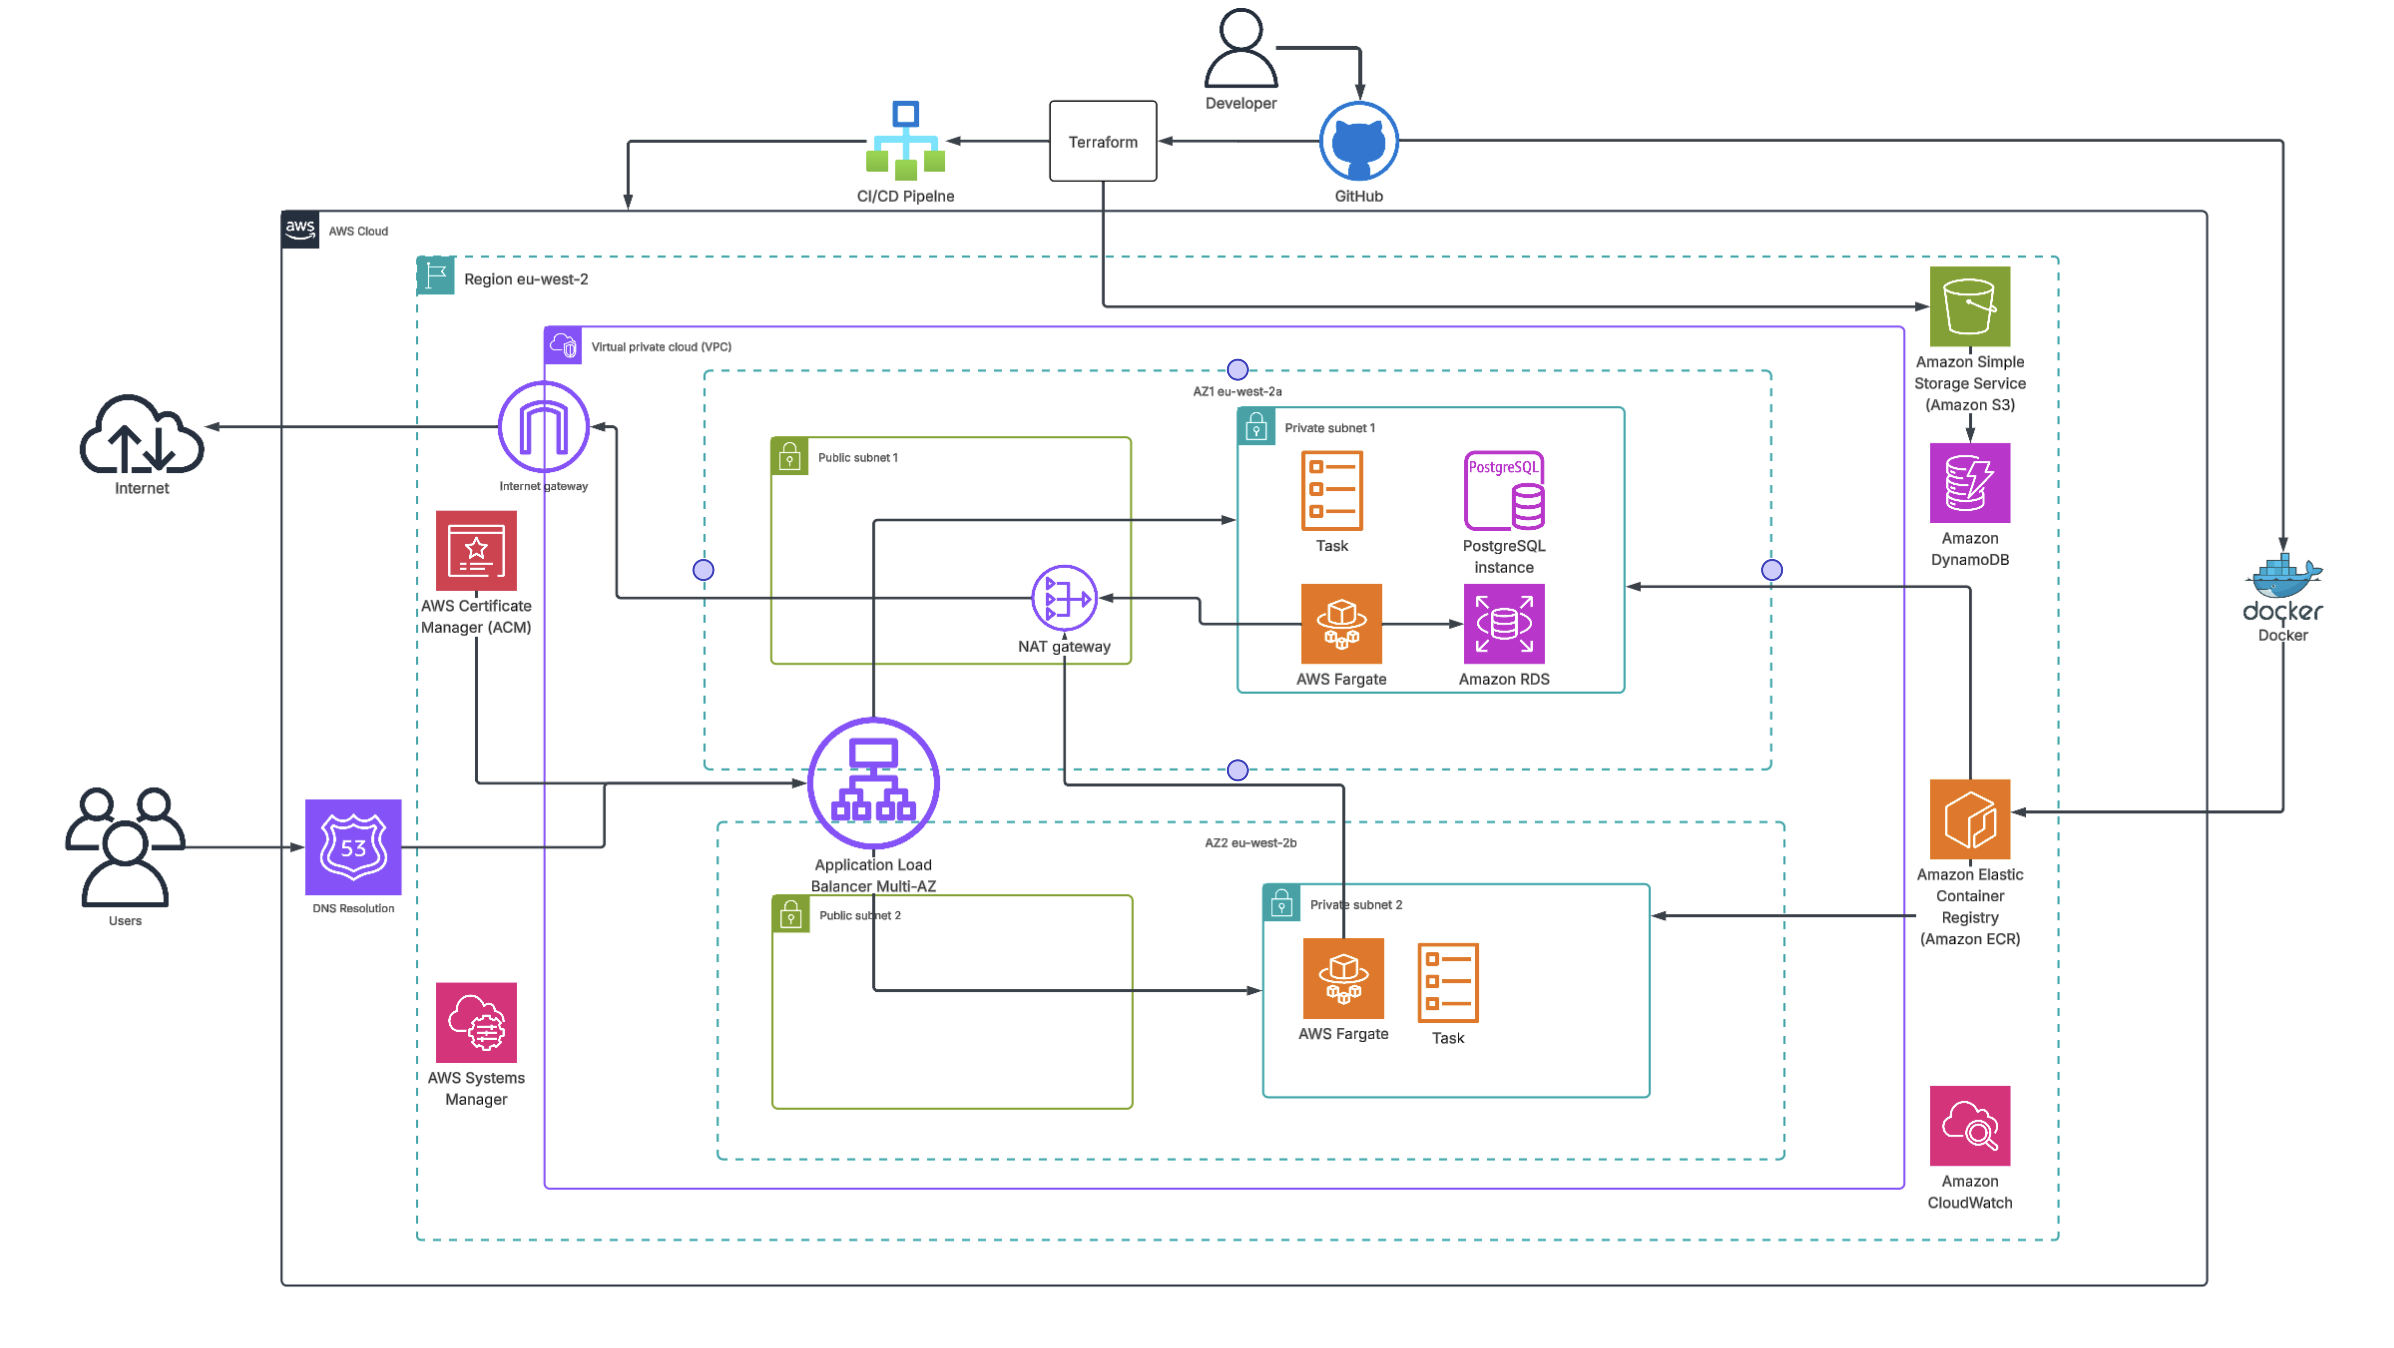 Developer
Terraform
CI/CD Pipelne
GitHub
aws
AWS Cloud
Region eu-west-2
Virtual private cloud (VPC)
Amazon Simple
Storage Service
(Amazon S3)
AZ1 eu-west-2a
Private subnet 1
Public subnet 1
PostgreSQL
Internet
Internet gateway
Task
PostgreSQL
instance
Amazon
DynamoDB
AWS Certificate
Manager (ACM)
docker
Docker
NAT gateway
AWS Fargate
Amazon RDS
53
AZ2 eu-west-2b
Application Load
Balancer Multi-AZ
Amazon Elastic
Container
Registry
(Amazon ECR)
Users
DNS Resolution
Public subnet 2
Private subnet 2
AWS Fargate
Task
AWS Systems
Manager
Amazon
CloudWatch